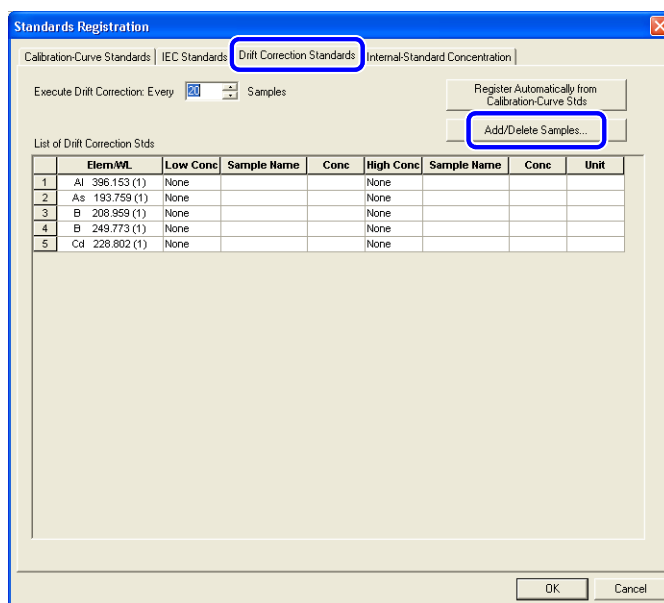 Standards Registration
Calibration-Curve Standards IEC Standards Drift Correction Standards Internal-Standard Concentration
Execute Drift Correction: Every 20 Samples
Register Automatically from
Calibration-Curve Stds
Add/Delete Samples...
List of Drift Correction Stds
Elem/WL Low Conc Sample Name Conc High Conc Sample Name Conc Unit
1 Al 396.153 (1) None None
2 As 193.759 (1) None None
3 B 208.959 (1) None None
4 B 249.773 (1) None None
5 Cd 228.802 (1) None None
OK Cancel